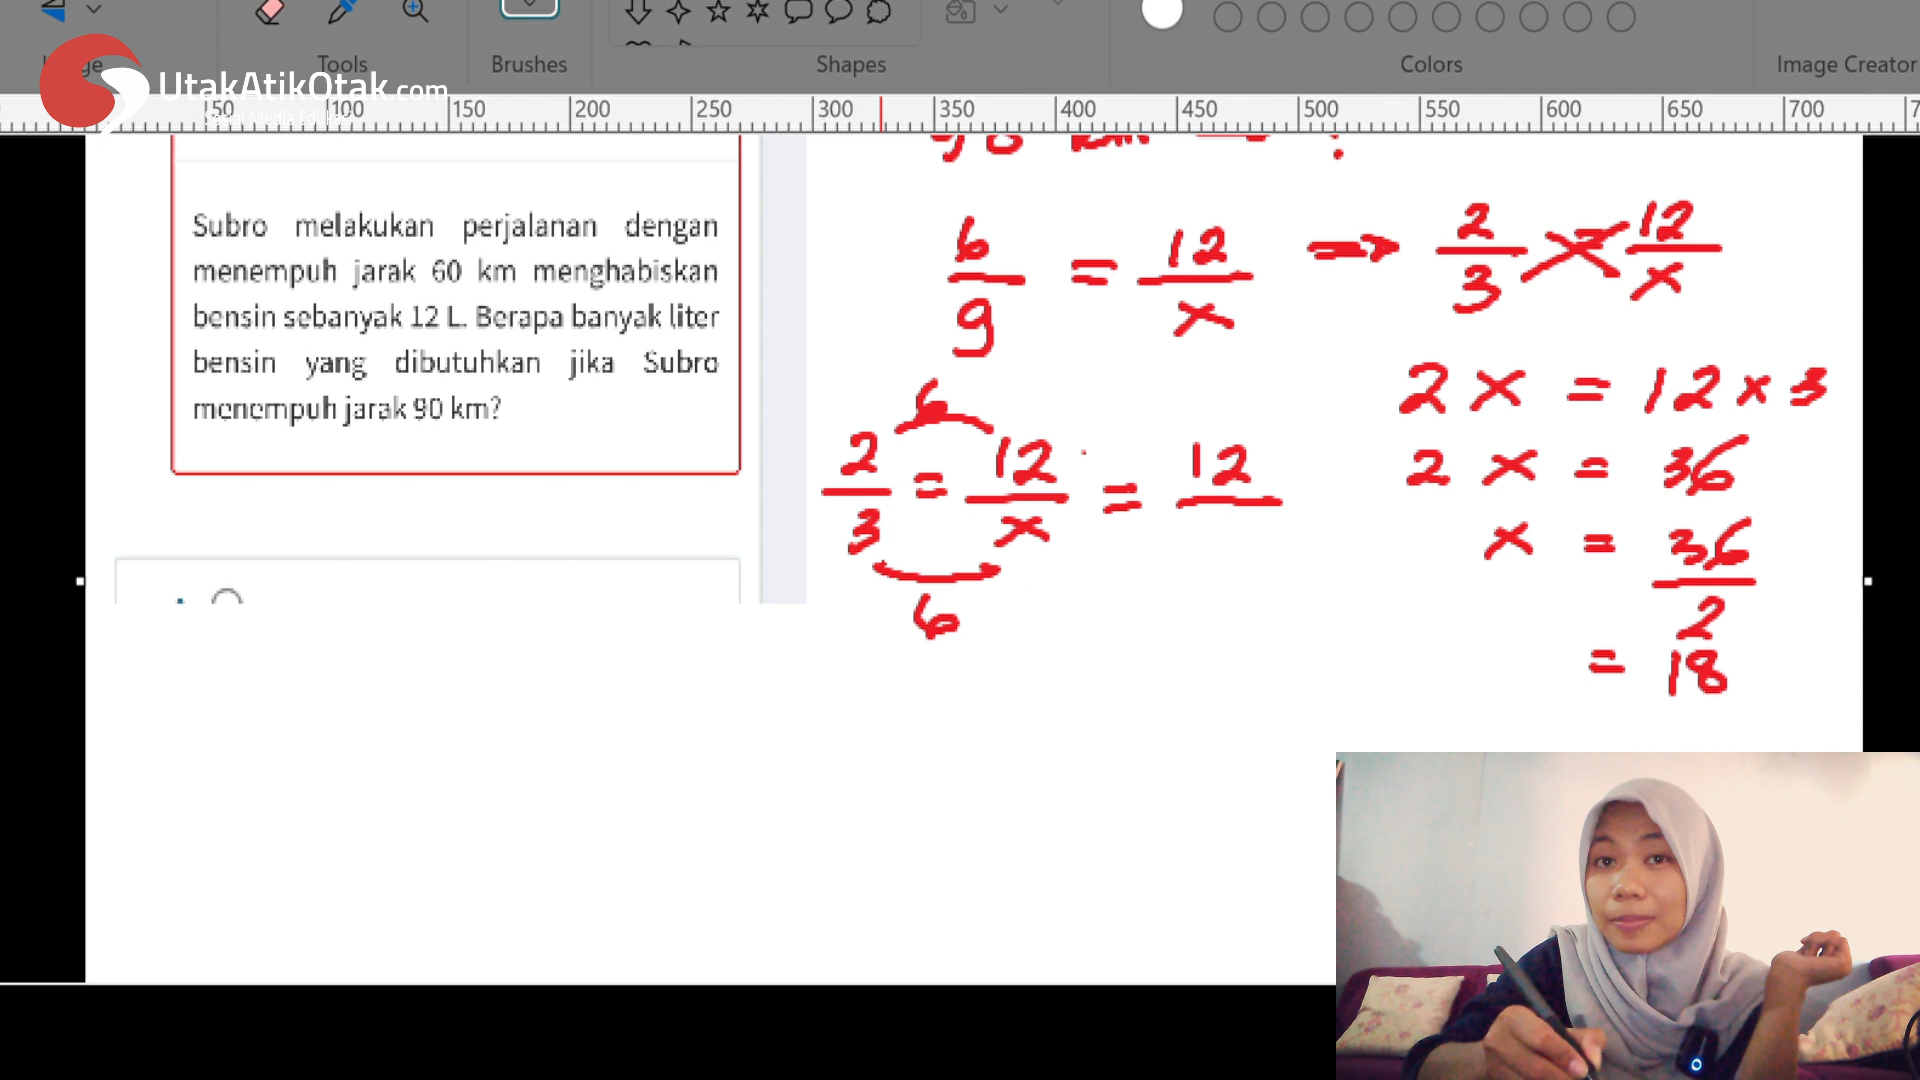 Tools
Brushes
Shapes
Colors
Image Creator
UtakAtikOtak.com
50 100 150 200 250 300 350 400 450 500 550 600 650 700
Subro melakukan perjalanan dengan
menempuh jarak 60 km menghabiskan
bensin sebanyak 12 L. Berapa banyak liter
bensin yang dibutuhkan jika Subro
menempuh jarak 90 km?
6/9 = 12/x ⇒ 2/3 = 12/x
6
2/3 = 12/x = 12
6
2x = 12 x 3
2x = 36
x = 36/2
= 18